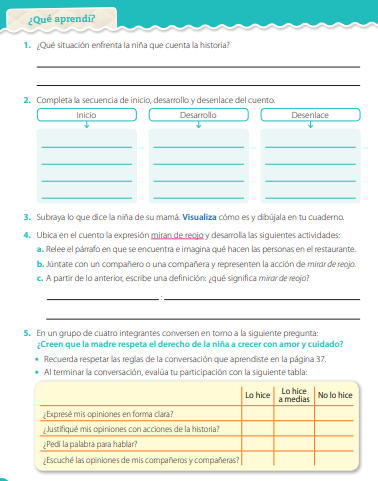 ¿Qué aprendí?
1. ¿Qué situación enfrenta la niña que cuenta la historia?
2. Completa la secuencia de inicio, desarrollo y desenlace del cuento.
Inicio Desarrollo Desenlace
3. Subraya lo que dice la niña de su mamá. Visualiza cómo es y dibújala en tu cuaderno.
4. Ubica en el cuento la expresión miran de reojo y desarrolla las siguientes actividades:
a. Relee el párrafo en que se encuentra e imagina qué hacen las personas en el restaurante.
b. Júntate con un compañero o una compañera y representen la acción de mirar de reojo.
c. A partir de lo anterior, escribe una definición: ¿qué significa mirar de reojo?
:
5. En un grupo de cuatro integrantes conversen en torno a la siguiente pregunta:
¿Creen que la madre respeta el derecho de la niña a crecer con amor y cuidado?
• Recuerda respetar las reglas de la conversación que aprendiste en la página 37.
• Al terminar la conversación, evalúa tu participación con la siguiente tabla:
Lo hice Lo hice a medias No lo hice
¿Expresé mis opiniones en forma clara?
¿Justifiqué mis opiniones con acciones de la historia?
¿Pedí la palabra para hablar?
¿Escuché las opiniones de mis compañeros y compañeras?